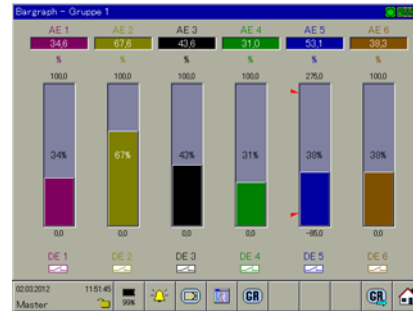 Bargraph - Gruppe 1
AE 1 AE 2 AE 3 AE 4 AE 5 AE 6
34,6 67,6 43,6 31,0 53,1 38,3
% % % % % %
100,0 100,0 100,0 100,0 275,0 100,0
34% 67% 43% 31% 38% 38%
0,0 0,0 0,0 0,0 -85,0 0,0
DE 1 DE 2 DE 3 DE 4 DE 5 DE 6
02.03.2012 11:51:45
Master 99% GR GR